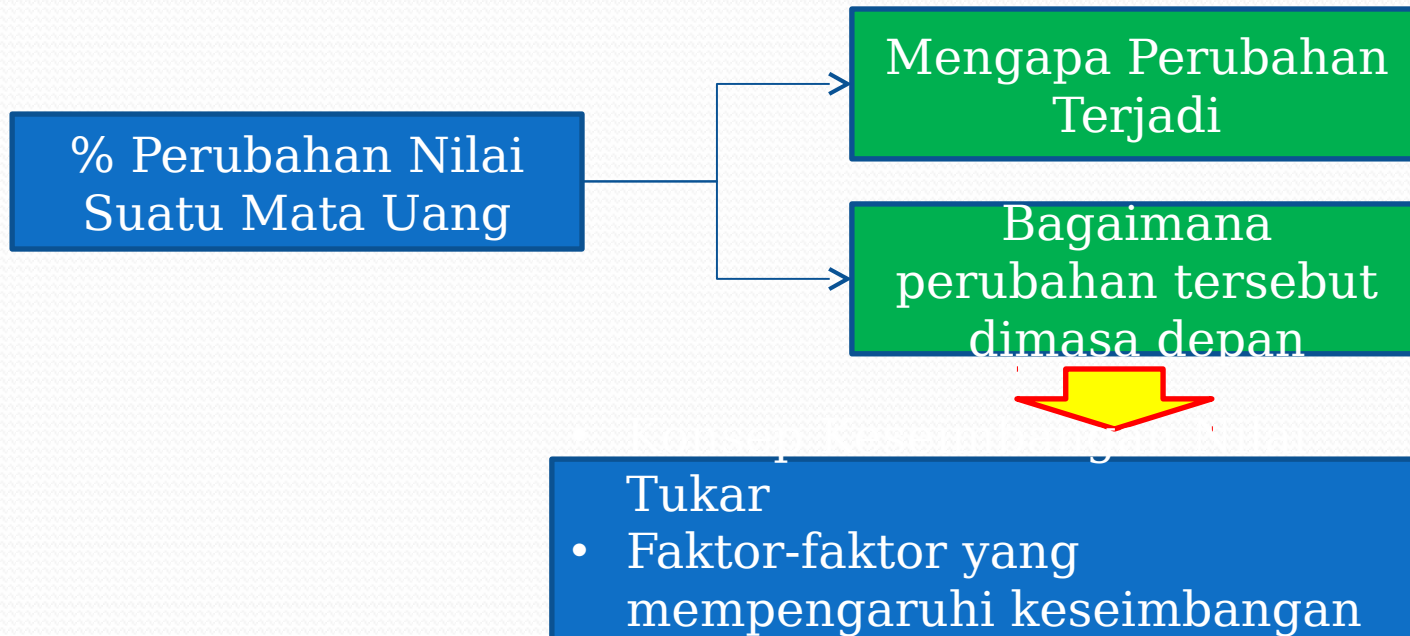 % Perubahan Nilai
Suatu Mata Uang
Mengapa Perubahan
Terjadi
Bagaimana
perubahan tersebut
dimasa depan
Tukar
• Faktor-faktor yang
mempengaruhi keseimbangan